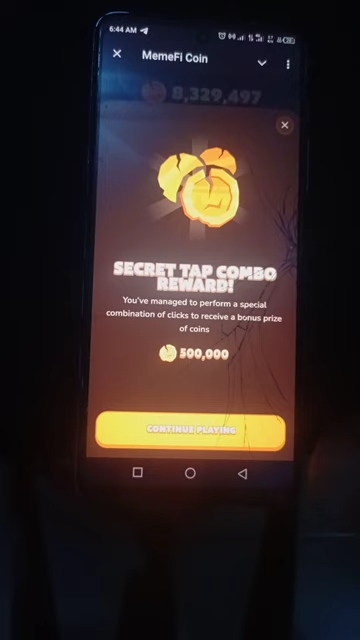 6:44 AM
MemeFi Coin
8,329,497
SECRET TAP COMBO
REWARD!
You've managed to perform a special
combination of clicks to receive a bonus prize
of coins
500,000
CONTINUE PLAYING